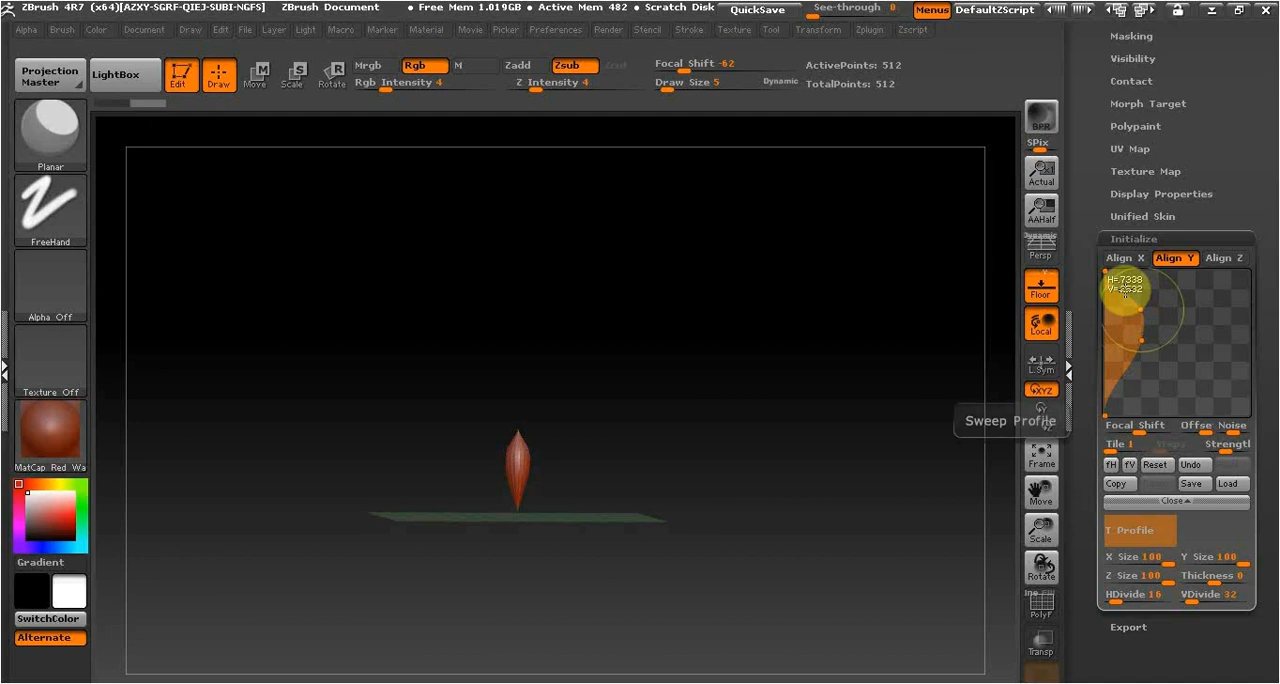 ZBrush 4R7 (x64)[AZXY-SGRF-QIEJ-SUBI-NGFS] ZBrush Document • Free Mem 1.019GB • Active Mem 482 • Scratch Disk QuickSave See-through 0 Menus DefaultZScript
Alpha Brush Color Document Draw Edit File Layer Light Macro Marker Material Movie Picker Preferences Render Stencil Stroke Texture Tool Transform Zplugin Zscript
Projection Master
LightBox
Edit
Draw
Move
Scale
Rotate
Mrgb Rgb M
Rgb Intensity 4
Zadd Zsub
Z Intensity 4
Focal Shift -62
Draw Size 5 Dynamic
ActivePoints: 512
TotalPoints: 512
Planar
FreeHand
Alpha Off
Texture Off
MatCap Red Wa
Gradient
SwitchColor
Alternate
BPR
SPix
Actual
AAHalf
Dynamic
Persp
Floor
Local
L.Sym
XYZ
Sweep Profile
Frame
Move
Scale
Rotate
PolyF
Transp
Masking
Visibility
Contact
Morph Target
Polypaint
UV Map
Texture Map
Display Properties
Unified Skin
Initialize
Align X Align Y Align Z
Focal Shift Offse Noise
Tile 1 Strengtl
fH fV Reset Undo
Copy Save Load
Close
T Profile
X Size 100 Y Size 100
Z Size 100 Thickness 0
HDivide 16 VDivide 32
Export